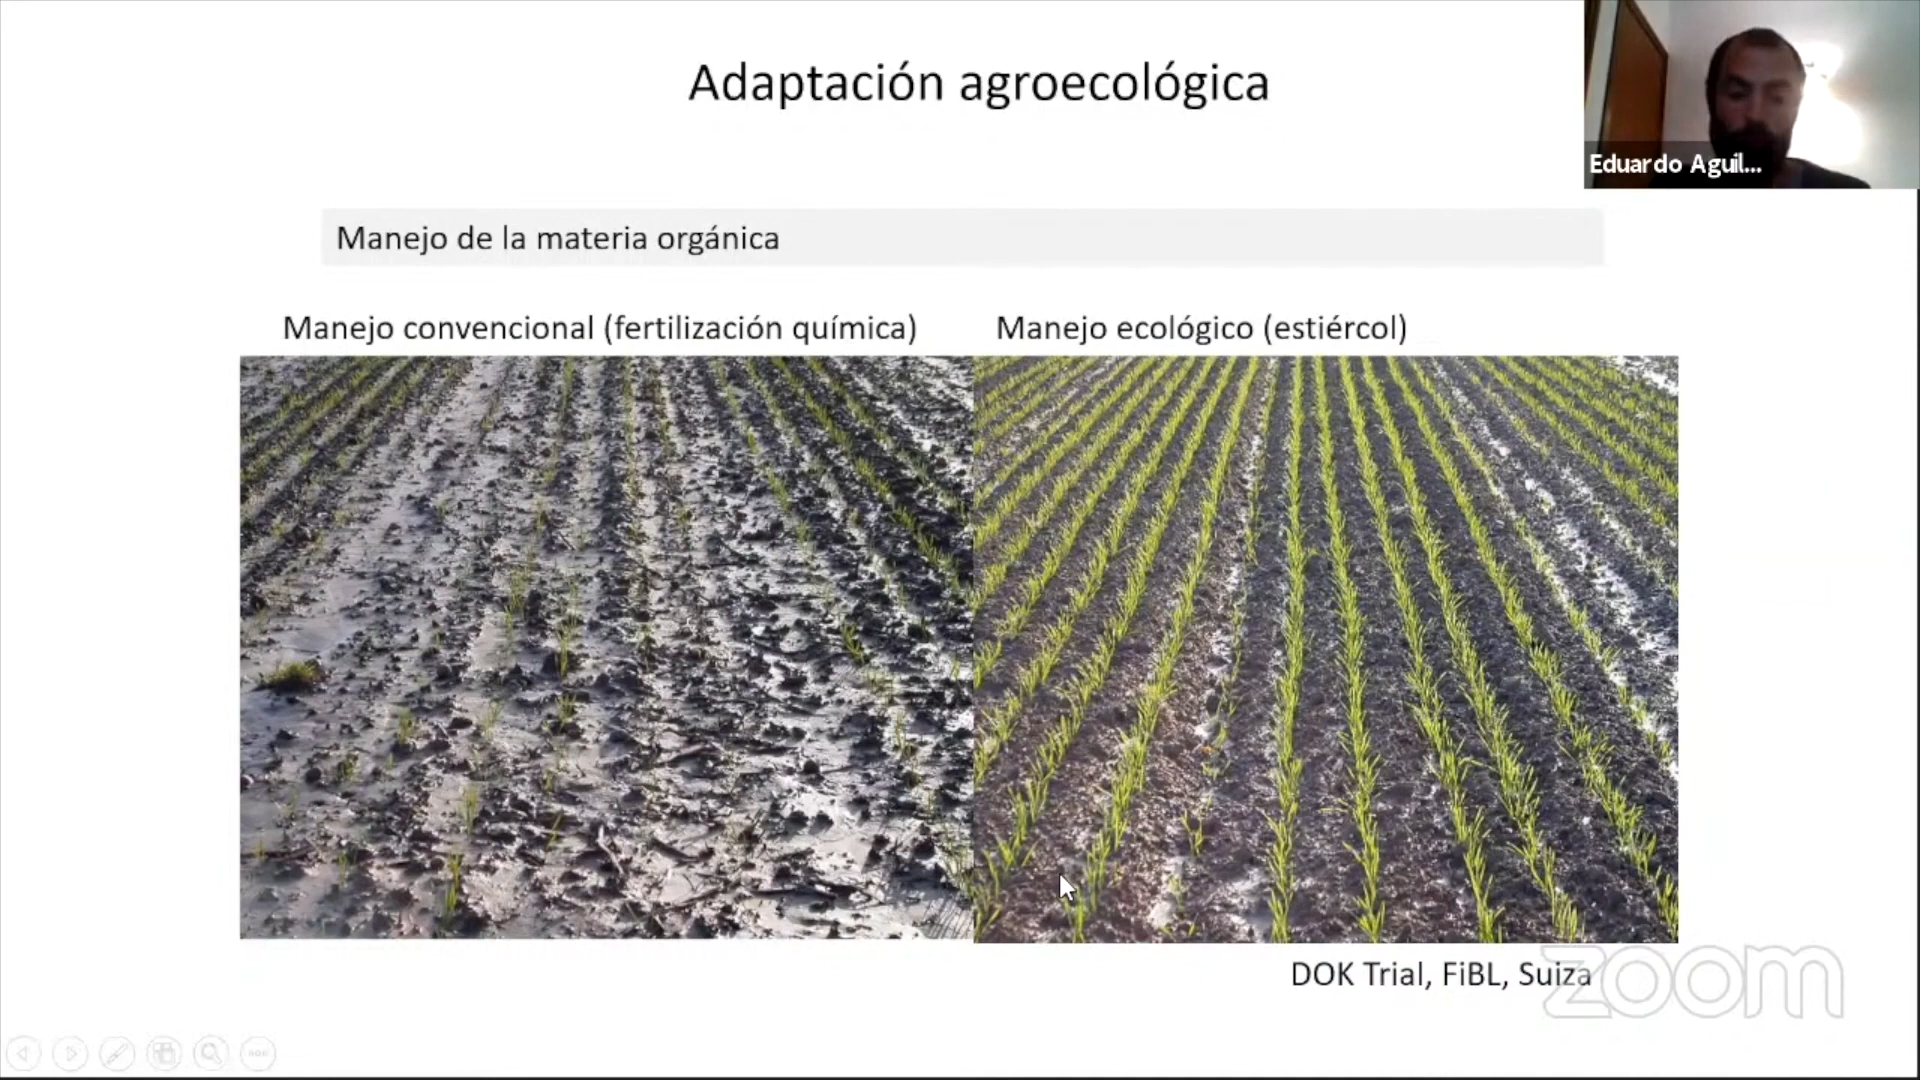 Adaptación agroecológica
Eduardo Aguil...
Manejo de la materia orgánica
Manejo convencional (fertilización química)
Manejo ecológico (estiércol)
DOK Trial, FiBL, Suiza
zoom